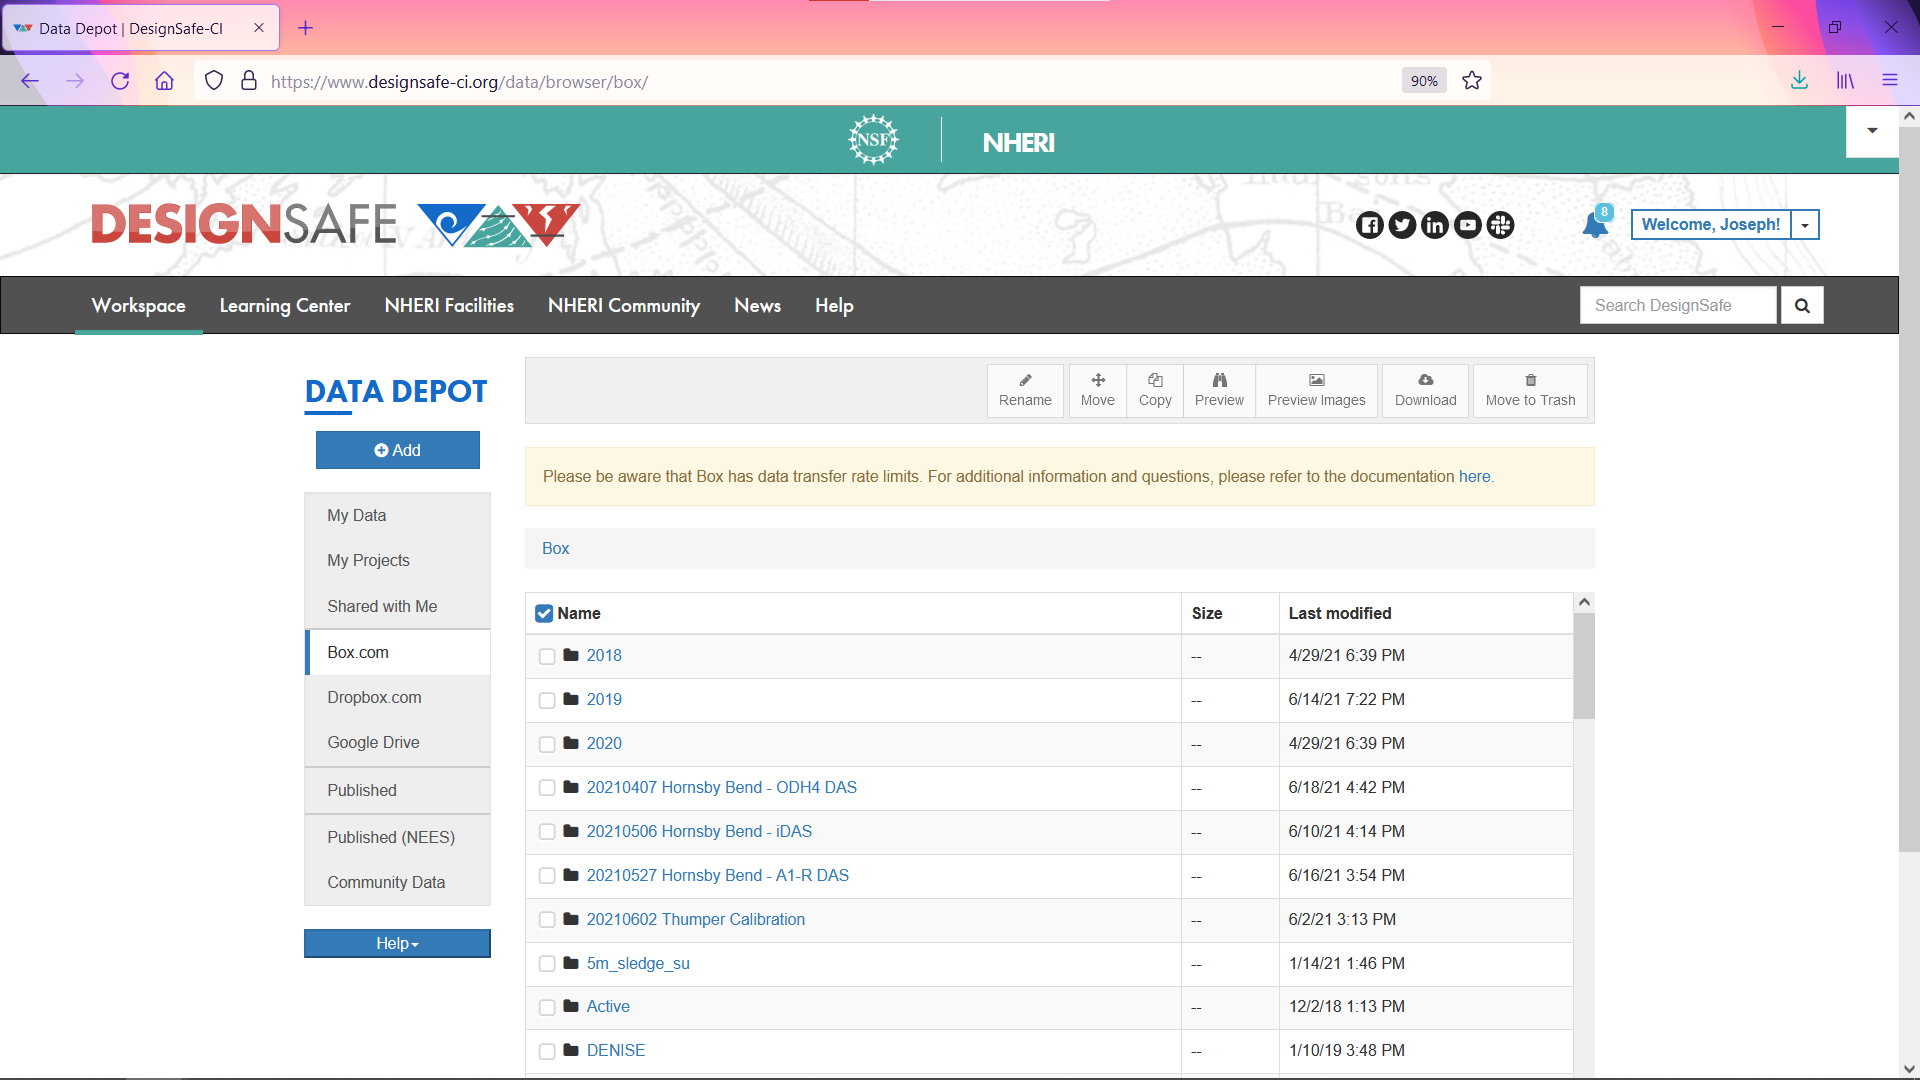 Data Depot | DesignSafe-CI
https://www.designsafe-ci.org/data/browser/box/
90%
NSF
NHERI
DESIGNSAFE
8
Welcome, Joseph!
Workspace
Learning Center
NHERI Facilities
NHERI Community
News
Help
Search DesignSafe
DATA DEPOT
Rename
Move
Copy
Preview
Preview Images
Download
Move to Trash
Add
Please be aware that Box has data transfer rate limits. For additional information and questions, please refer to the documentation here.
My Data
My Projects
Shared with Me
Box.com
Dropbox.com
Google Drive
Published
Published (NEES)
Community Data
Help
Box
Name Size Last modified
2018 -- 4/29/21 6:39 PM
2019 -- 6/14/21 7:22 PM
2020 -- 4/29/21 6:39 PM
20210407 Hornsby Bend - ODH4 DAS -- 6/18/21 4:42 PM
20210506 Hornsby Bend - iDAS -- 6/10/21 4:14 PM
20210527 Hornsby Bend - A1-R DAS -- 6/16/21 3:54 PM
20210602 Thumper Calibration -- 6/2/21 3:13 PM
5m_sledge_su -- 1/14/21 1:46 PM
Active -- 12/2/18 1:13 PM
DENISE -- 1/10/19 3:48 PM